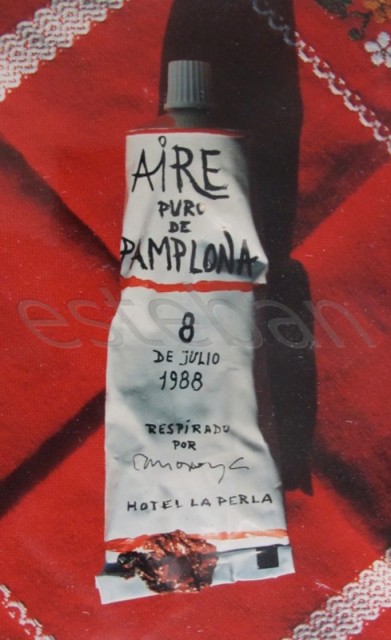 AIRE
PURO
DE
PAMPLONA
8
DE JULIO
1988
RESPIRADO
POR
HOTEL LA PERLA
esteban